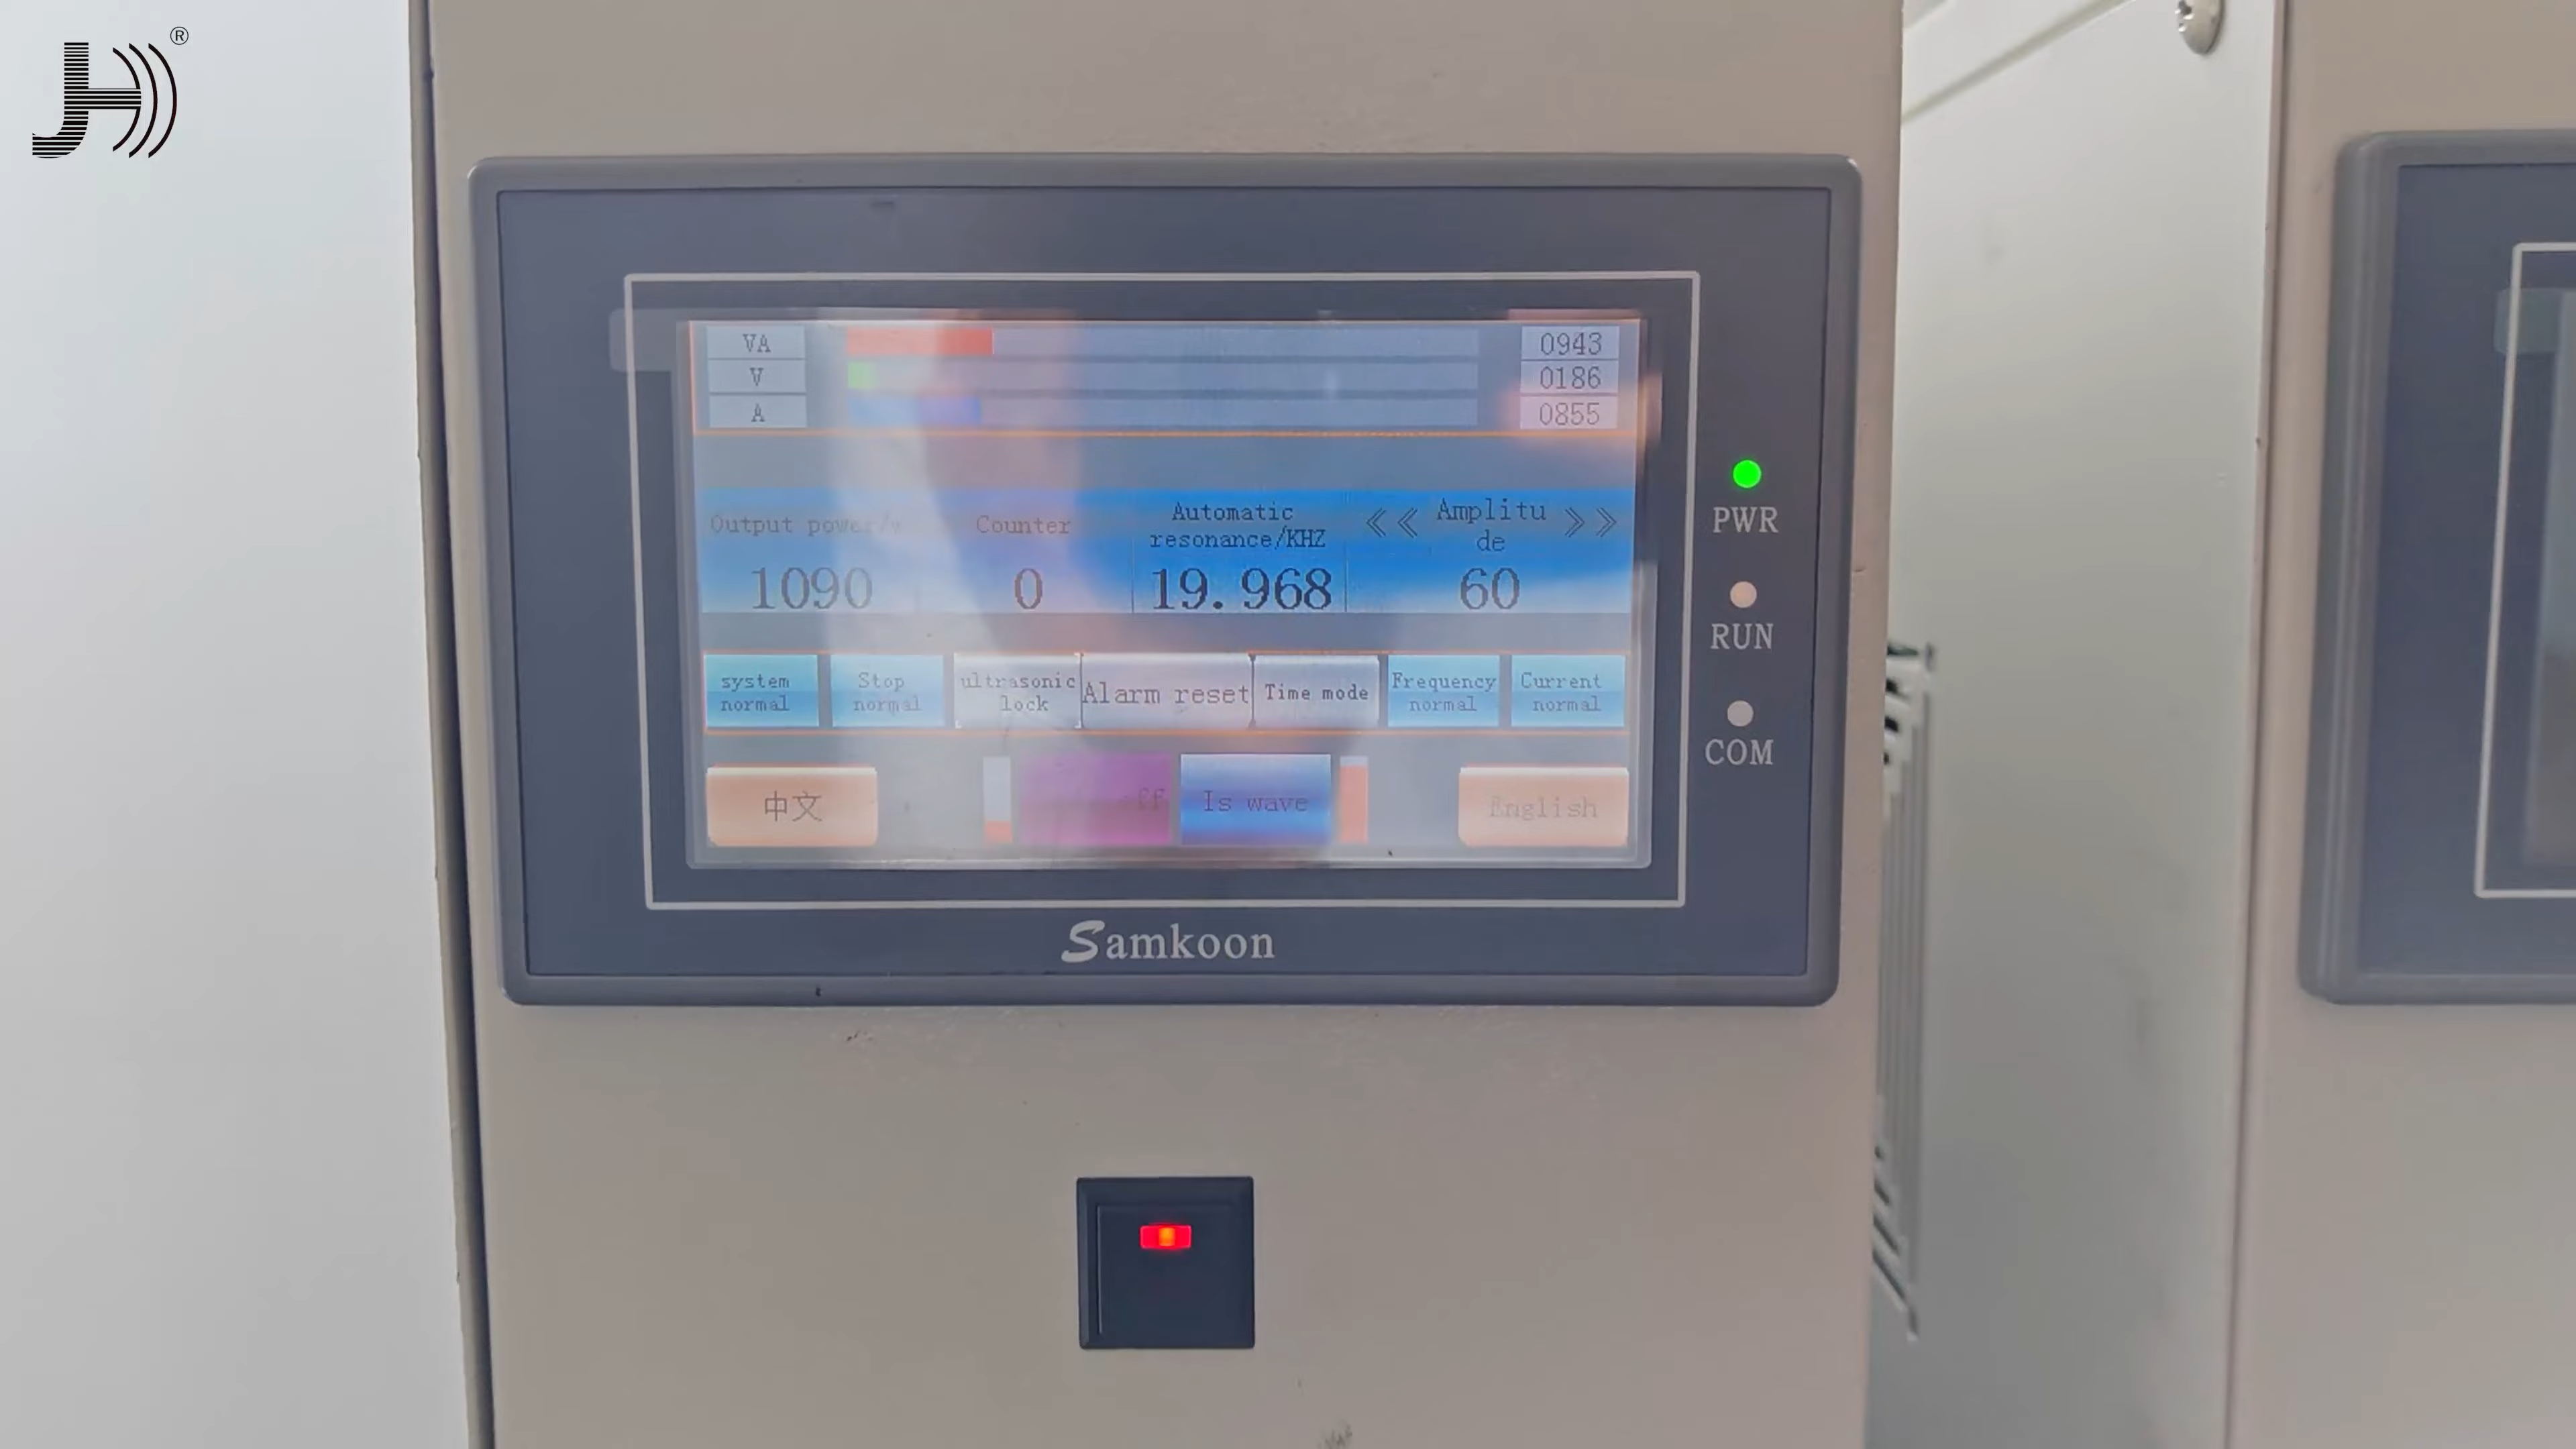 JH®
VA 0943
V 0186
A 0855
Output power/w Counter Automatic resonance/KHZ << Amplitu de >>
1090 0 19.968 60
system normal Stop normal ultrasonic lock Alarm reset Time mode Frequency normal Current normal
中文 Is wave English
PWR
RUN
COM
Samkoon